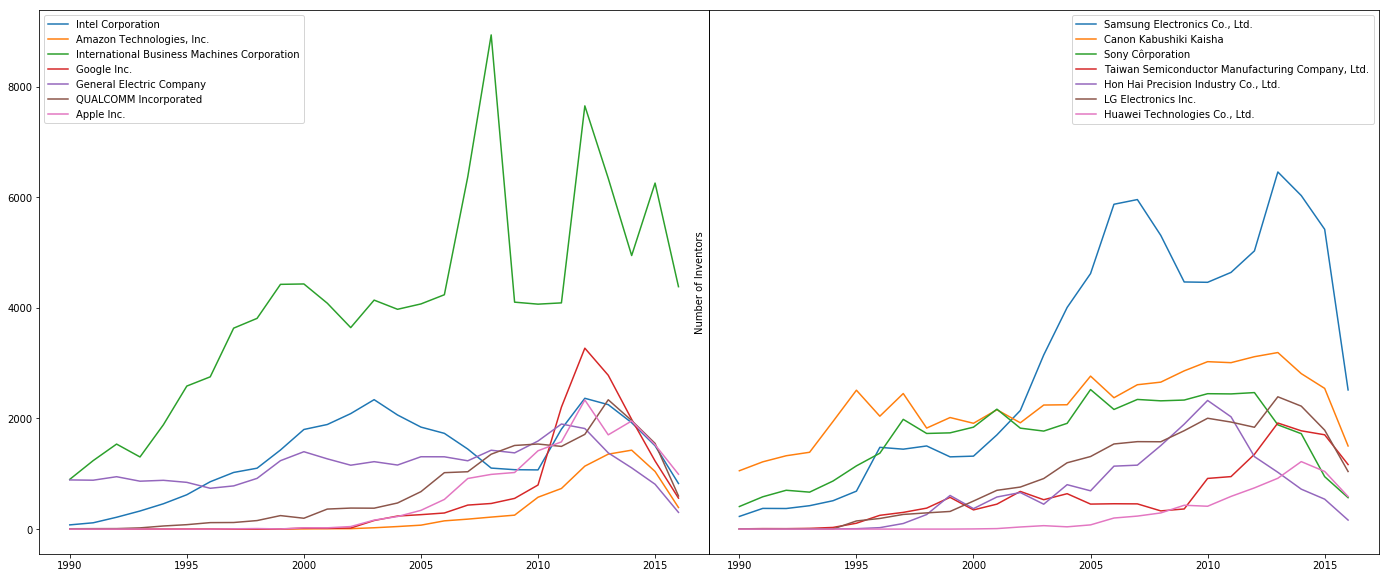 Intel Corporation
Amazon Technologies, Inc.
International Business Machines Corporation
Google Inc.
General Electric Company
QUALCOMM Incorporated
Apple Inc.
8000
6000
4000
2000
0
1990
1995
2000
2005
2010
2015
Number of Inventors
Samsung Electronics Co., Ltd.
Canon Kabushiki Kaisha
Sony Côrporation
Taiwan Semiconductor Manufacturing Company, Ltd.
Hon Hai Precision Industry Co., Ltd.
LG Electronics Inc.
Huawei Technologies Co., Ltd.
1990
1995
2000
2005
2010
2015